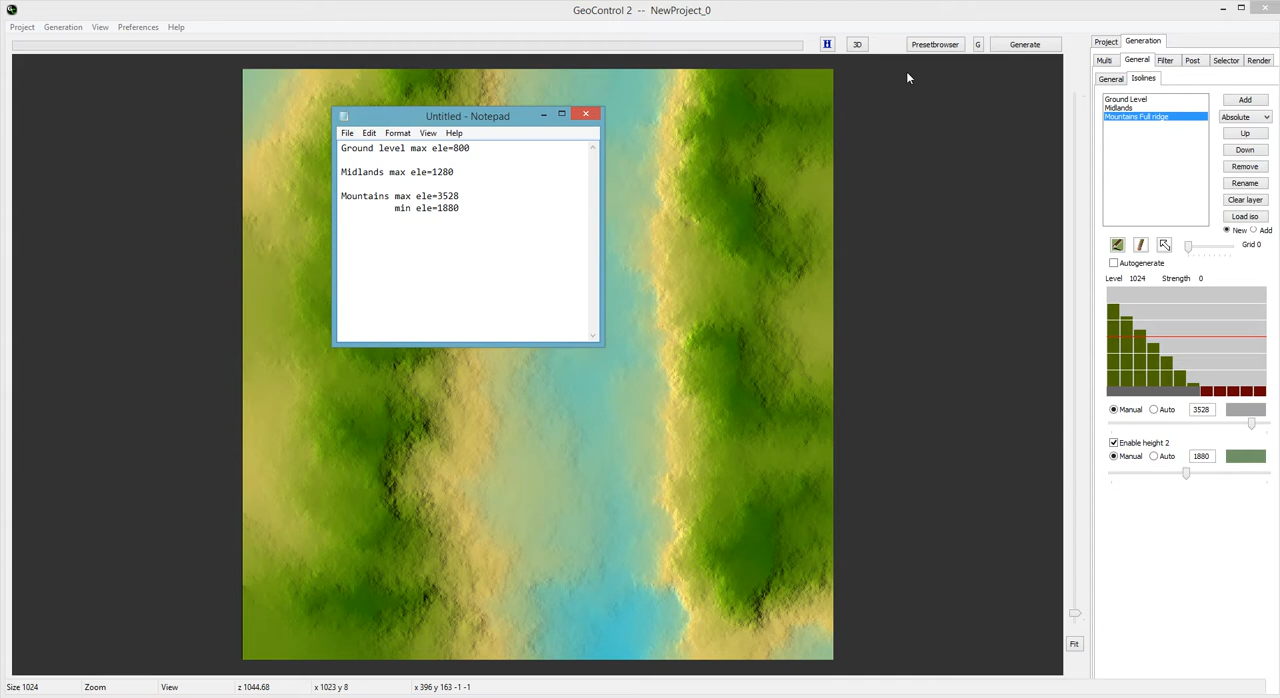 GeoControl 2 -- NewProject_0
Project Generation View Preferences Help
H 3D Presetbrowser G Generate
Project Generation
Multi General Filter Post Selector Render
General Isolines
Ground Level
Midlands
Mountains Full ridge
Add
Absolute
Up
Down
Remove
Rename
Clear layer
Load iso
New Add
Grid 0
Autogenerate
Level 1024 Strength 0
Manual Auto 3528
Enable height 2
Manual Auto 1880
Fit
Untitled - Notepad
File Edit Format View Help
Ground level max ele=800
Midlands max ele=1280
Mountains max ele=3528
min ele=1880
Size 1024 Zoom View z 1044.68 x 1023 y 8 x 396 y 163 -1 -1